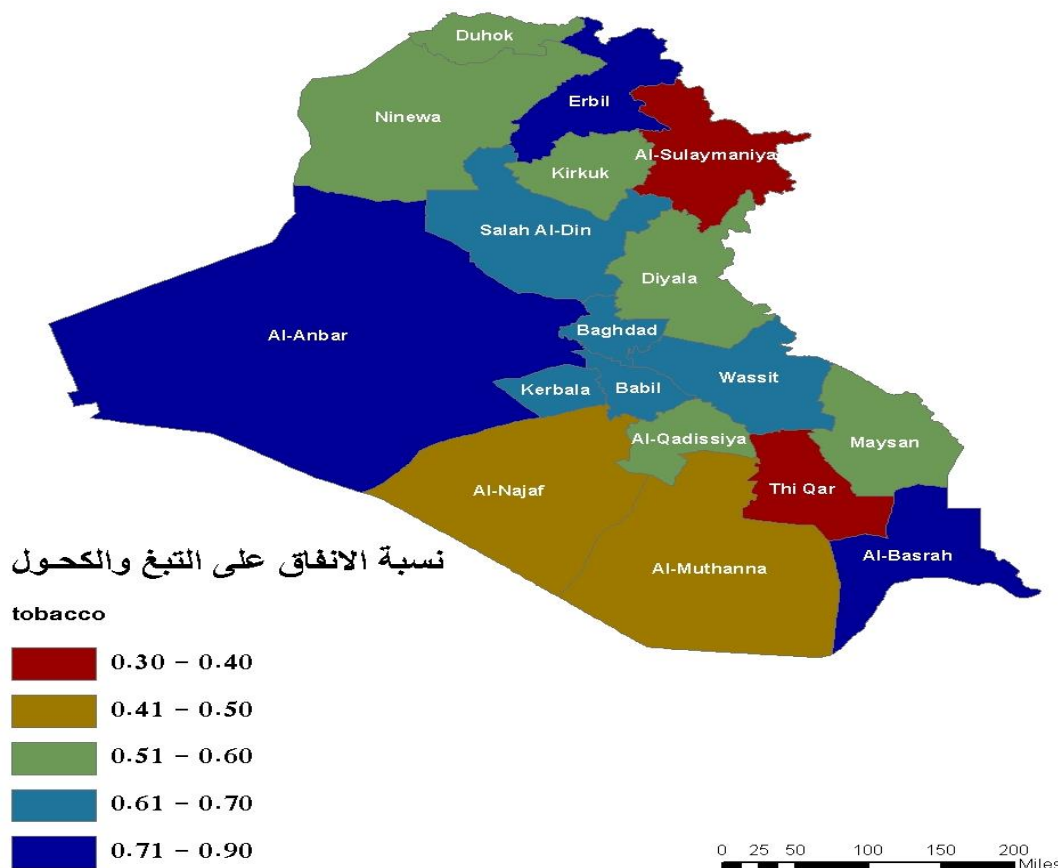 Duhok
Ninewa
Erbil
Kirkuk
Al-Sulaymaniya
Salah Al-Din
Diyala
Al-Anbar
Baghdad
Kerbala
Babil
Wassit
Al-Qadissiya
Maysan
Al-Najaf
Thi Qar
Al-Muthanna
Al-Basrah
نسبة الانفاق على التبغ والكحول
tobacco
0.30 – 0.40
0.41 – 0.50
0.51 – 0.60
0.61 – 0.70
0.71 – 0.90
0 25 50 100 150 200
Miles